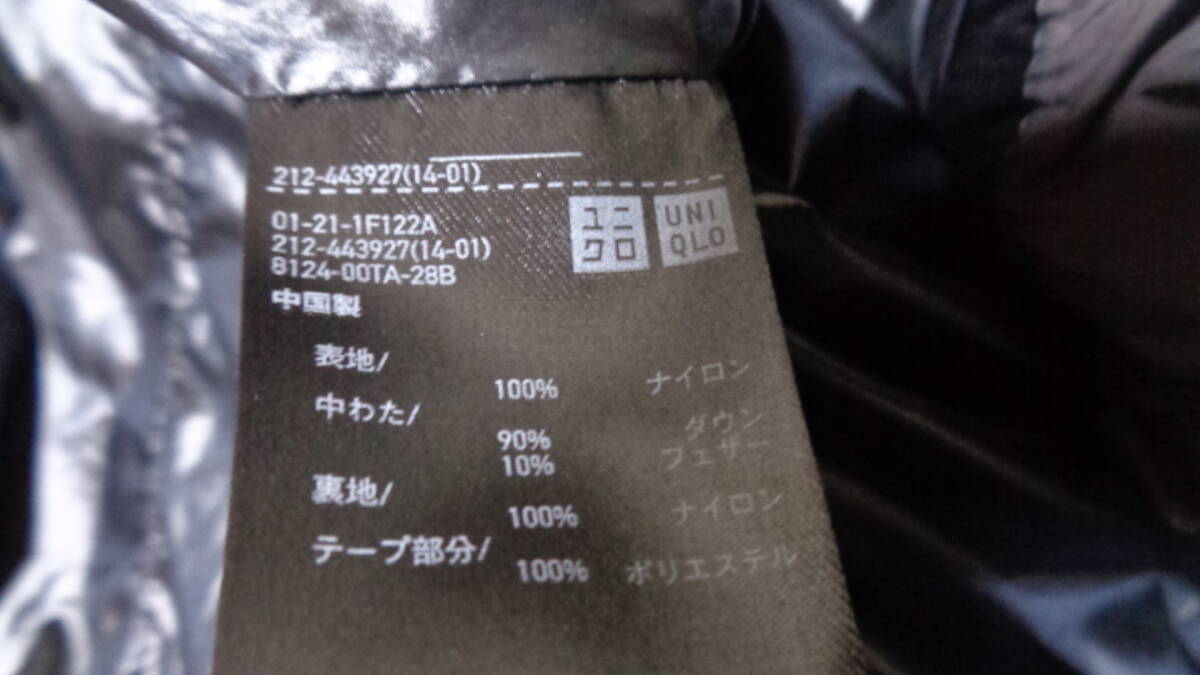 212-443927(14-01)
01-21-1F122A
212-443927(14-01)
8124-00TA-28B
中国製
ユニ
クロ
UNI
QLO
表地/
100% ナイロン
中わた/
90% ダウン
10% フェザー
裏地/
100% ナイロン
テープ部分/
100% ポリエステル